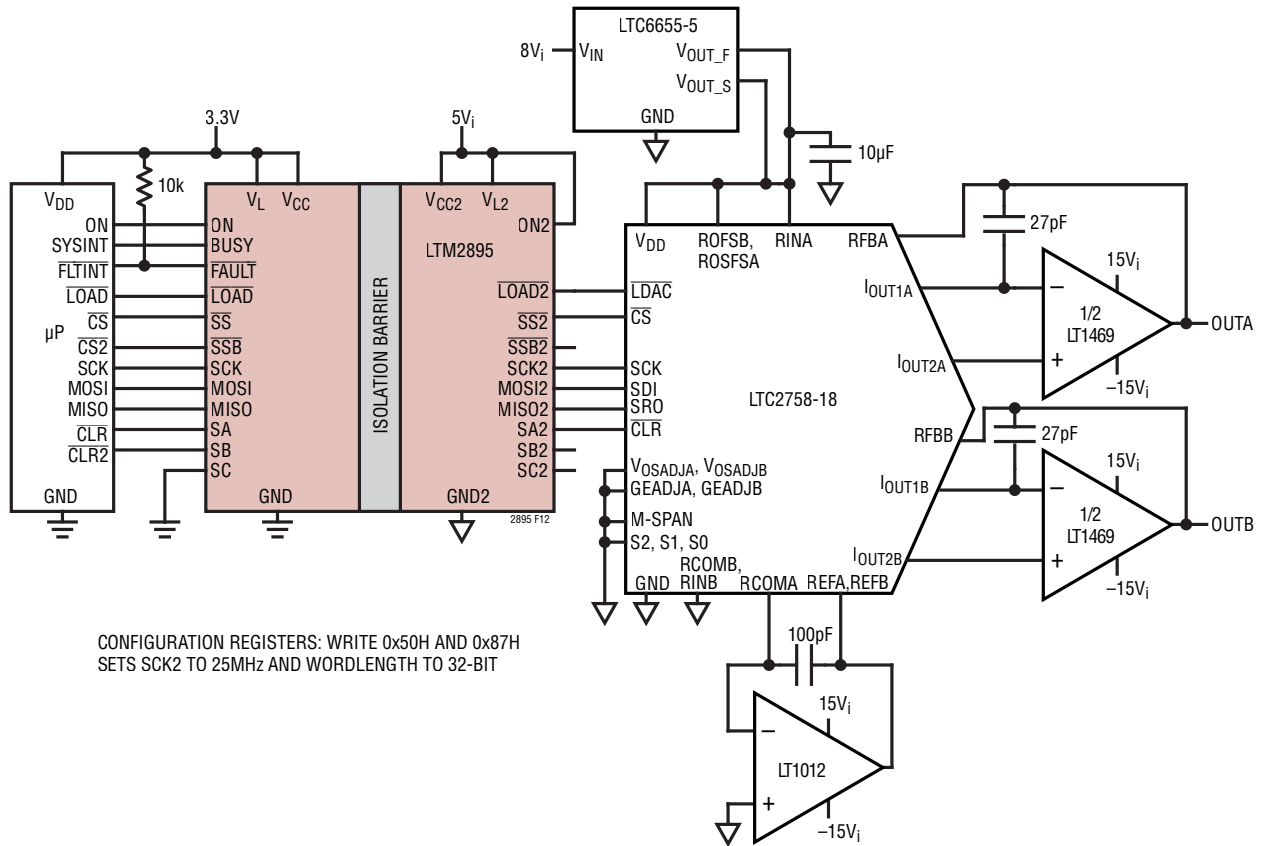 LTC6655-5
8Vi
VIN
VOUT_F
VOUT_S
GND
10µF
3.3V
10k
5Vi
VDD
ON
SYSINT
FLTINT
LOAD
CS
µP
CS2
SCK
MOSI
MISO
CLR
CLR2
GND
VL
VCC
ON
BUSY
FAULT
LOAD
SS
SSB
SCK
MOSI
MISO
SA
SB
SC
GND
ISOLATION BARRIER
VCC2
VL2
ON2
LTM2895
LOAD2
SS2
SSB2
SCK2
MOSI2
MISO2
SA2
SB2
SC2
GND2
2895 F12
VDD
ROFSB,
ROSFSA
RINA
RFBA
LDAC
CS
IOUT1A
IOUT2A
SCK
SDI
SRO
CLR
LTC2758-18
RFBB
VOSADJA, VOSADJB
GEADJA, GEADJB
IOUT1B
M-SPAN
S2, S1, S0
IOUT2B
GND
RCOMB,
RINB
RCOMA
REFA,REFB
27pF
15Vi
−
1/2
LT1469
+
−15Vi
OUTA
27pF
15Vi
−
1/2
LT1469
+
−15Vi
OUTB
100pF
15Vi
−
LT1012
+
−15Vi
CONFIGURATION REGISTERS: WRITE 0x50H AND 0x87H
SETS SCK2 TO 25MHz AND WORDLENGTH TO 32-BIT